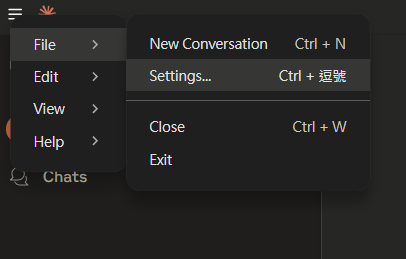 File
Edit
View
Help
New Conversation Ctrl + N
Settings... Ctrl + 逗號
Close Ctrl + W
Exit
Chats